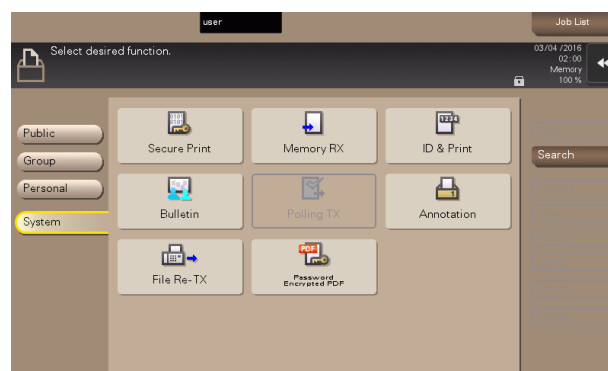 user
Job List
Select desired function.
03/04 /2016
02:00
Memory
100 %
Public
Group
Personal
System
Secure Print
Memory RX
ID & Print
Bulletin
Polling TX
Annotation
File Re-TX
PDF
Password
Encrypted PDF
Search